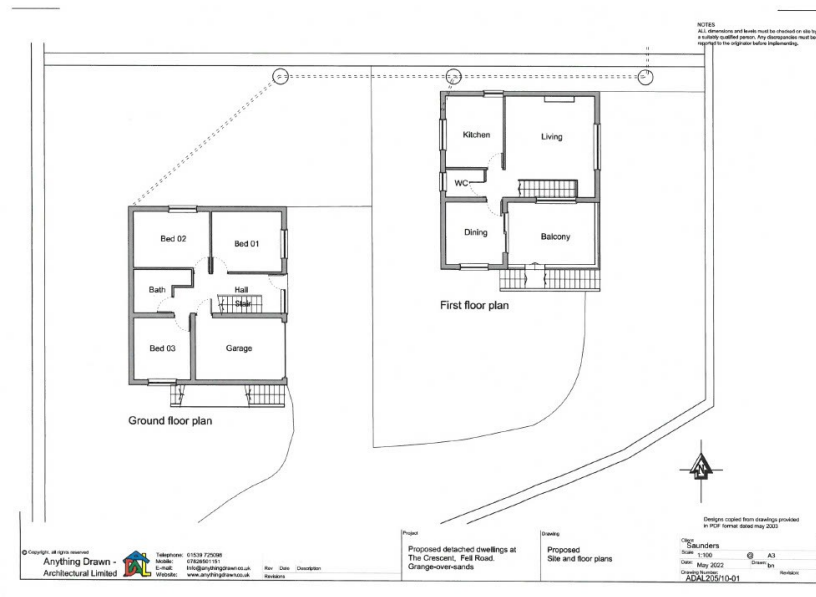 NOTES
ALL dimensions and levels must be checked on site by
a suitably qualified person. Any discrepancies must be
reported to the originator before implementing.
Kitchen
Living
WC
Dining
Balcony
First floor plan
Bed 02
Bed 01
Bath
Hall
Stair
Bed 03
Garage
Ground floor plan
N
Designs copied from drawings provided
in PDF format dated may 2003
© Copyright, all rights reserved
Anything Drawn -
Architectural Limited
Telephone: 01539 725096
Mobile: 07828501151
E-mail: info@anythingdrawn.co.uk
Website: www.anythingdrawn.co.uk
Rev Date Description
Revisions
Project
Proposed detached dwellings at
The Crescent, Fell Road.
Grange-over-sands
Drawing
Proposed
Site and floor plans
Client
Saunders
Scale 1:100 @ A3
Date: May 2022 Drawn: bn
Drawing Number: Revision:
ADAL205/10-01